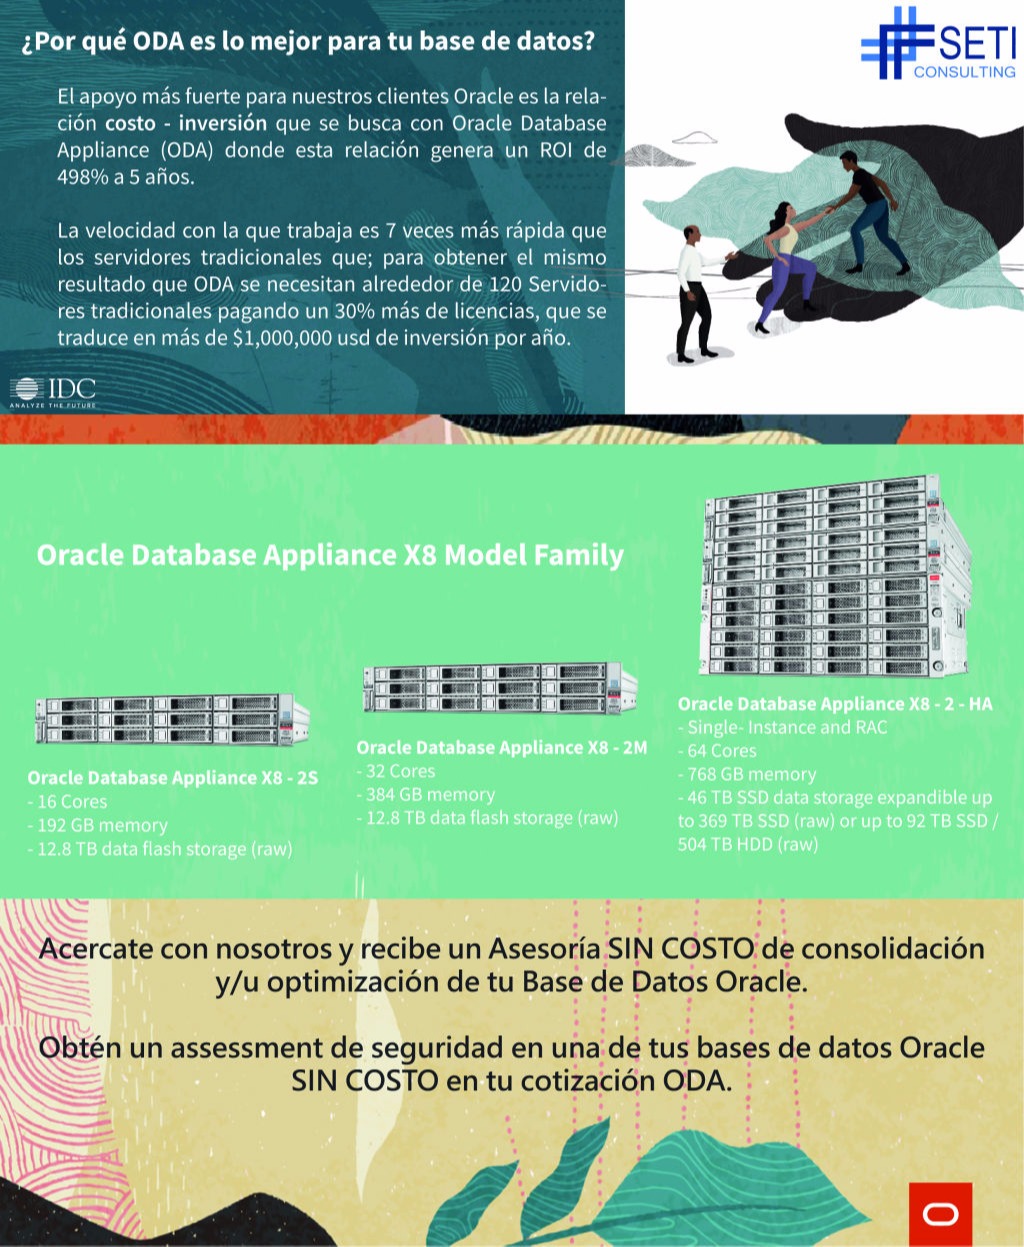 ¿Por qué ODA es lo mejor para tu base de datos?
SETI
CONSULTING
El apoyo más fuerte para nuestros clientes Oracle es la rela-
ción costo - inversión que se busca con Oracle Database
Appliance (ODA) donde esta relación genera un ROI de
498% a 5 años.
La velocidad con la que trabaja es 7 veces más rápida que
los servidores tradicionales que; para obtener el mismo
resultado que ODA se necesitan alrededor de 120 Servido-
res tradicionales pagando un 30% más de licencias, que se
traduce en más de $1,000,000 usd de inversión por año.
IDC
ANALYZE THE FUTURE
Oracle Database Appliance X8 Model Family
Oracle Database Appliance X8 - 2S
- 16 Cores
- 192 GB memory
- 12.8 TB data flash storage (raw)
Oracle Database Appliance X8 - 2M
- 32 Cores
- 384 GB memory
- 12.8 TB data flash storage (raw)
Oracle Database Appliance X8 - 2 - HA
- Single- Instance and RAC
- 64 Cores
- 768 GB memory
- 46 TB SSD data storage expandible up
to 369 TB SSD (raw) or up to 92 TB SSD /
504 TB HDD (raw)
Acercate con nosotros y recibe un Asesoría SIN COSTO de consolidación
y/u optimización de tu Base de Datos Oracle.
Obtén un assessment de seguridad en una de tus bases de datos Oracle
SIN COSTO en tu cotización ODA.